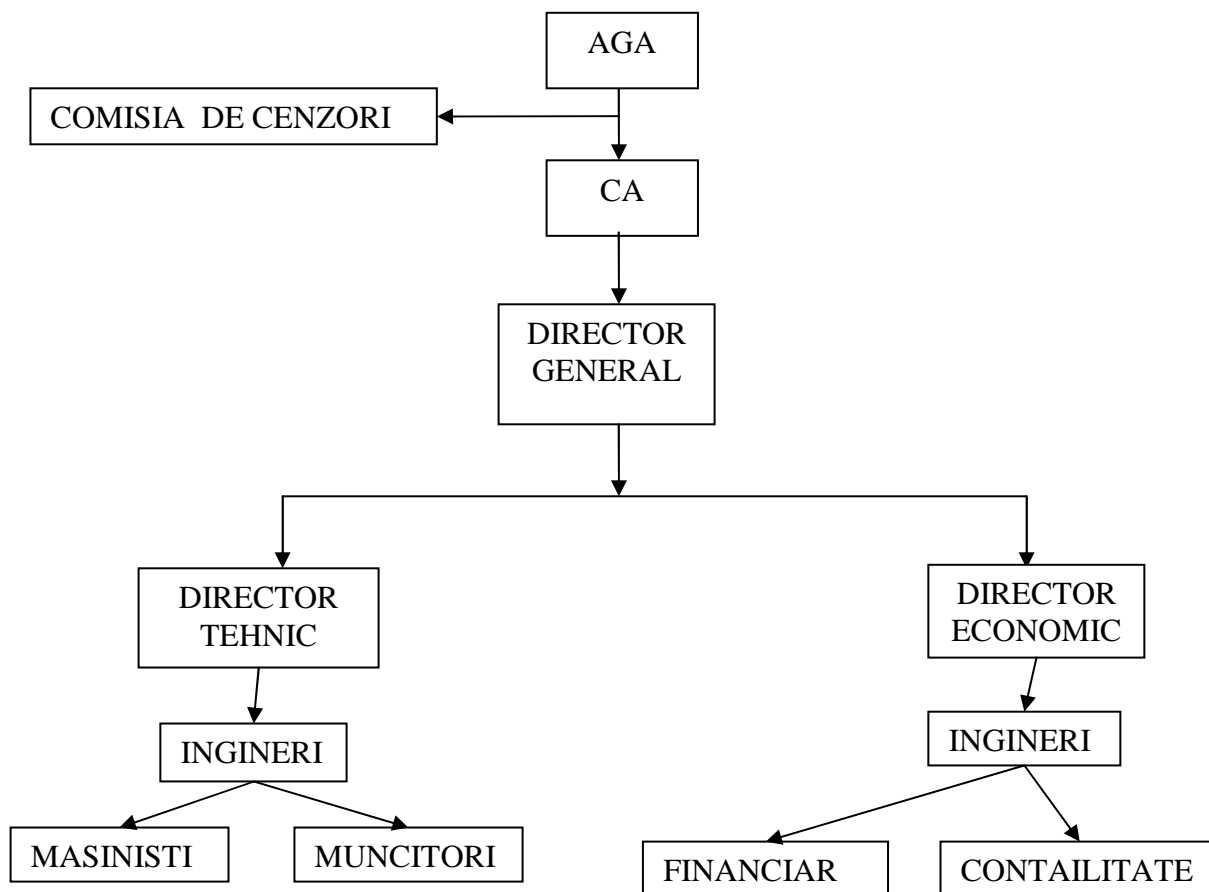 AGA
COMISIA DE CENZORI
CA
DIRECTOR
GENERAL
DIRECTOR
TEHNIC
DIRECTOR
ECONOMIC
INGINERI
INGINERI
MASINISTI
MUNCITORI
FINANCIAR
CONTAILITATE